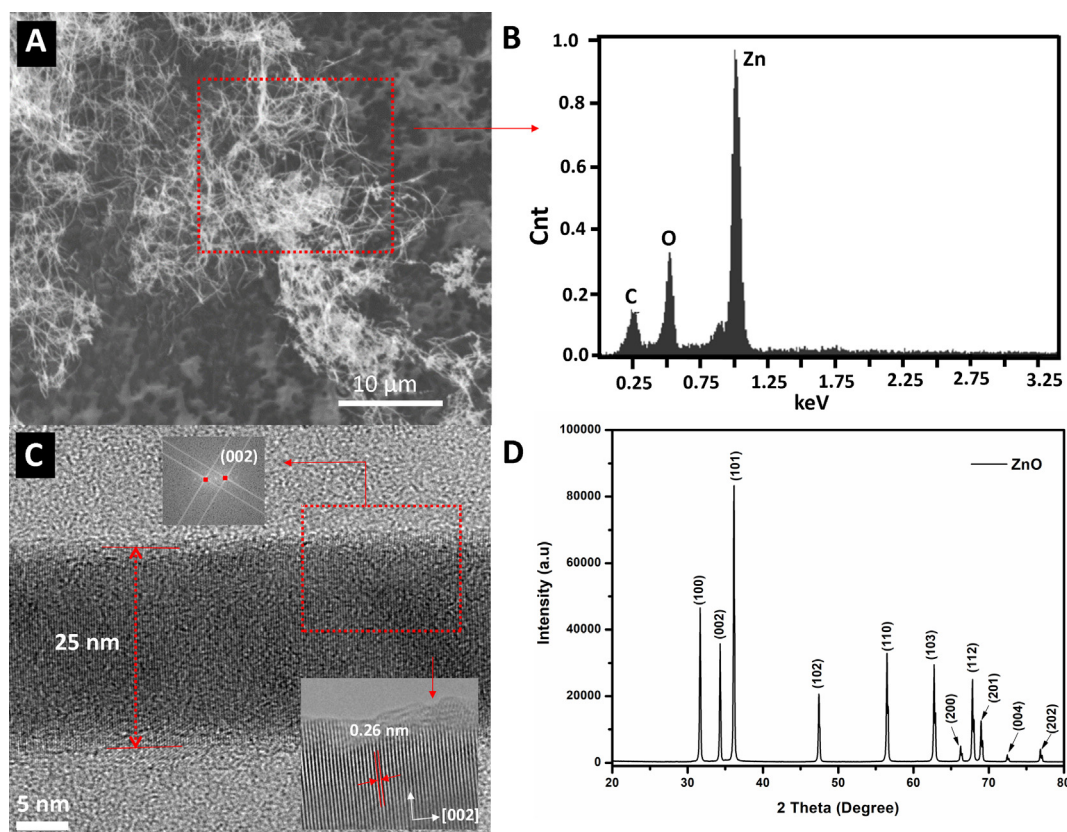 A
10 μm
B
1.0
0.8
0.6
0.4
0.2
0.0
Cnt
Zn
O
C
0.25
0.75
1.25
1.75
2.25
2.75
3.25
keV
C
(002)
25 nm
0.26 nm
[002]
5 nm
D
100000
80000
60000
40000
20000
0
Intensity (a.u)
ZnO
(100)
(002)
(101)
(102)
(110)
(103)
(200)
(112)
(201)
(004)
(202)
20
30
40
50
60
70
80
2 Theta (Degree)